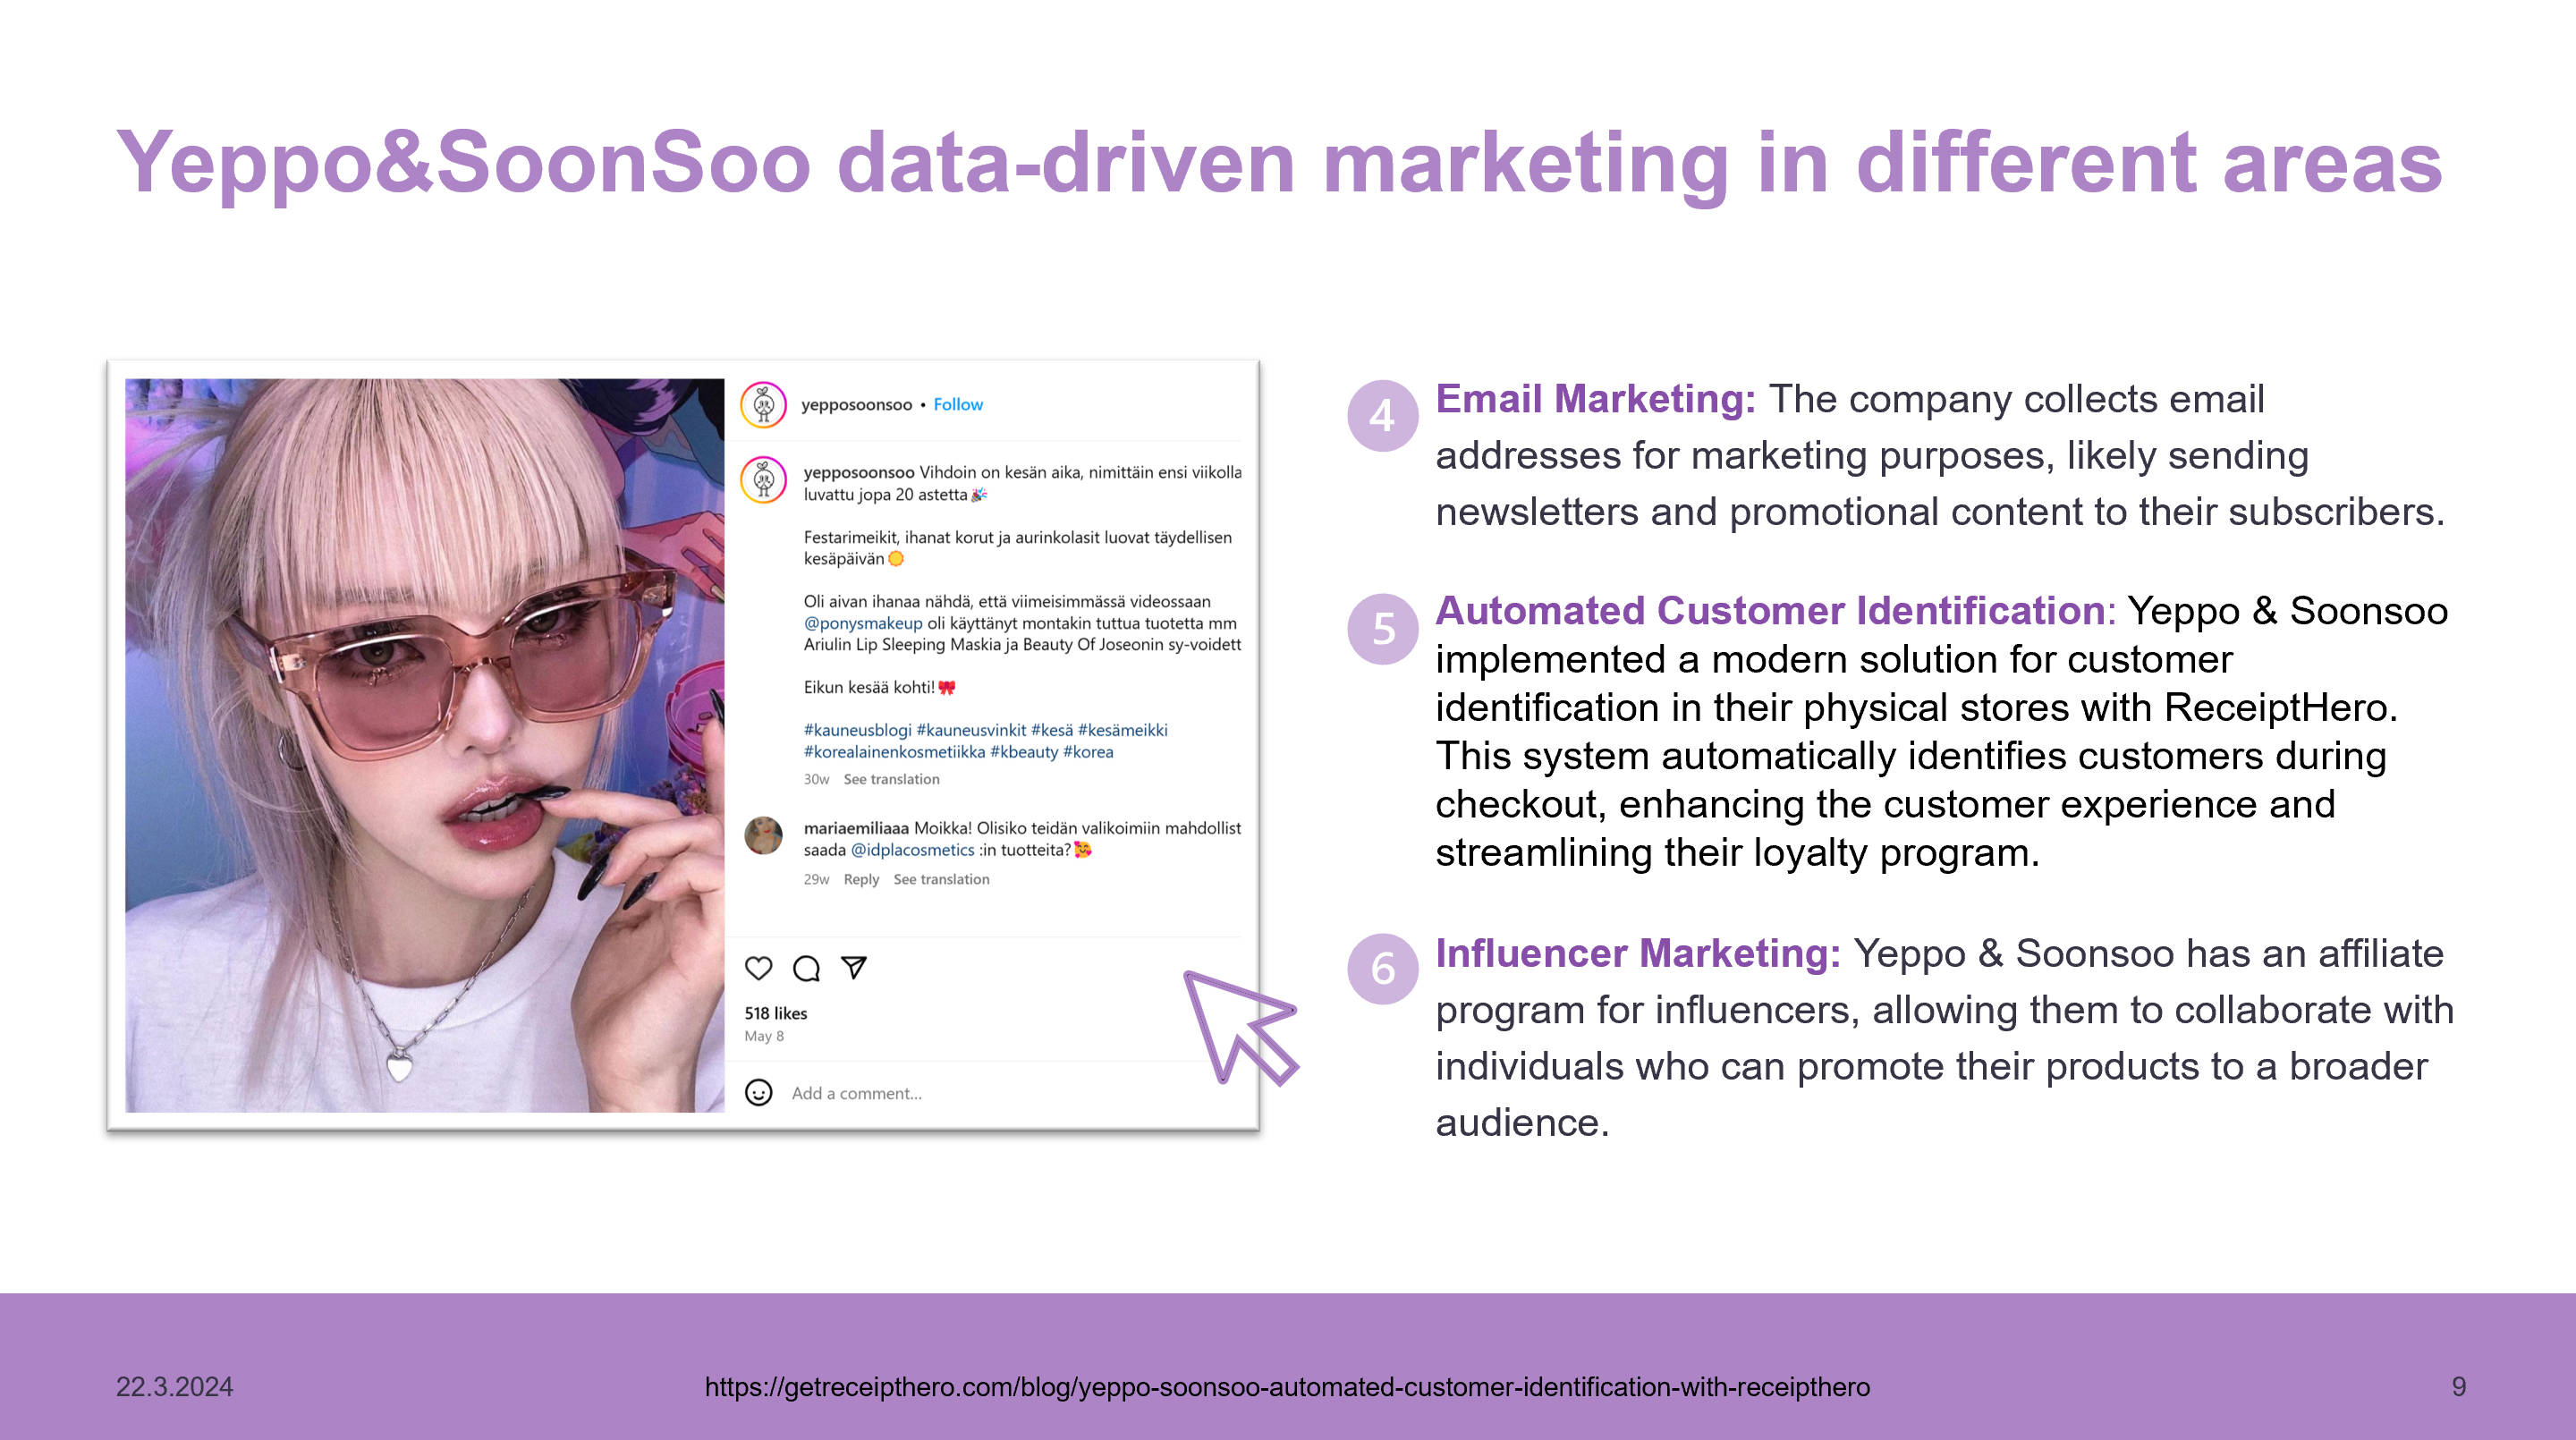 Yeppo&SoonSoo data-driven marketing in different areas
yepposoonsoo • Follow
yepposoonsoo Vihdoin on kesän aika, nimittäin ensi viikolla
luvattu jopa 20 astetta🎉
Festarimeikit, ihanat korut ja aurinkolasit luovat täydellisen
kesäpäivän🌞
Oli aivan ihanaa nähdä, että viimeisimmässä videossaan
@ponysmakeup oli käyttänyt montakin tuttua tuotetta mm
Ariulin Lip Sleeping Maskia ja Beauty Of Joseonin sy-voidett
Eikun kesää kohti!🎀
#kauneusblogi #kauneusvinkit #kesä #kesämeikki
#korealainenkosmetiikka #kbeauty #korea
30w See translation
mariaemiliaaa Moikka! Olisiko teidän valikoimiin mahdollist
saada @idplacosmetics :in tuotteita?🥰
29w Reply See translation
518 likes
May 8
Add a comment...
4
Email Marketing: The company collects email
addresses for marketing purposes, likely sending
newsletters and promotional content to their subscribers.
5
Automated Customer Identification: Yeppo & Soonsoo
implemented a modern solution for customer
identification in their physical stores with ReceiptHero.
This system automatically identifies customers during
checkout, enhancing the customer experience and
streamlining their loyalty program.
6
Influencer Marketing: Yeppo & Soonsoo has an affiliate
program for influencers, allowing them to collaborate with
individuals who can promote their products to a broader
audience.
22.3.2024
https://getreceipthero.com/blog/yeppo-soonsoo-automated-customer-identification-with-receipthero
9